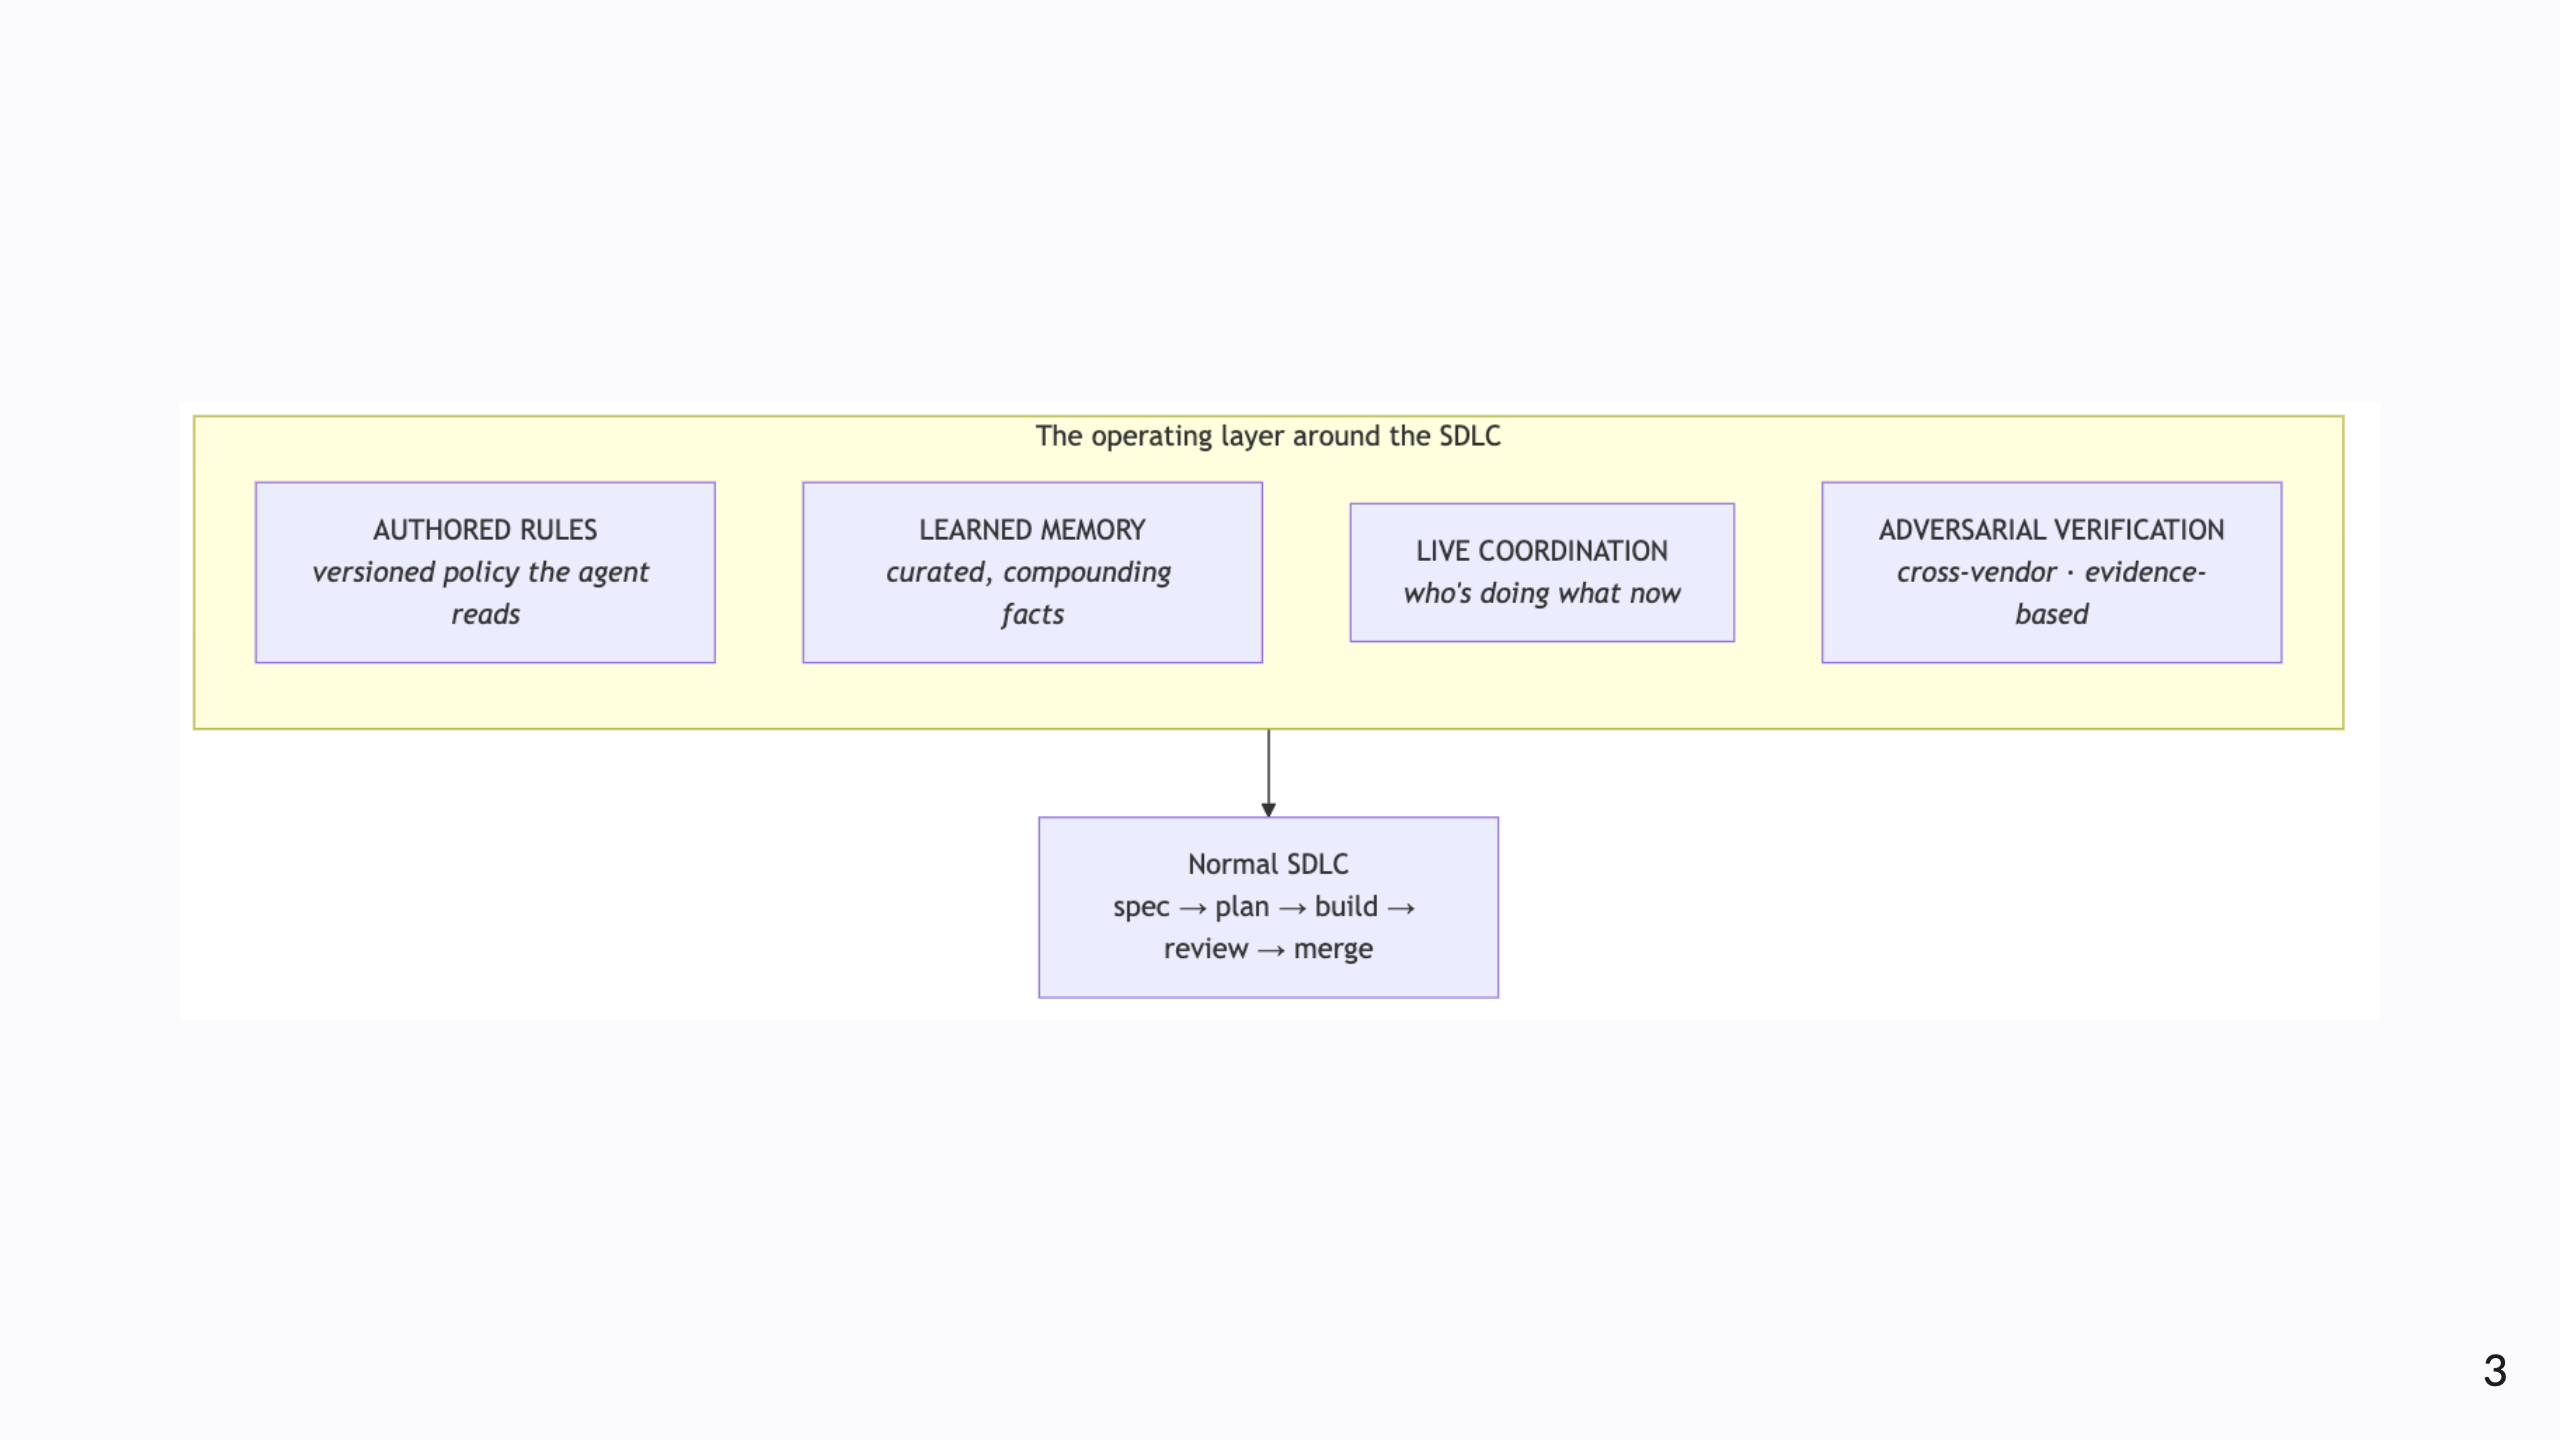 The operating layer around the SDLC
AUTHORED RULES
versioned policy the agent
reads
LEARNED MEMORY
curated, compounding
facts
LIVE COORDINATION
who's doing what now
ADVERSARIAL VERIFICATION
cross-vendor · evidence-
based
Normal SDLC
spec → plan → build →
review → merge
3